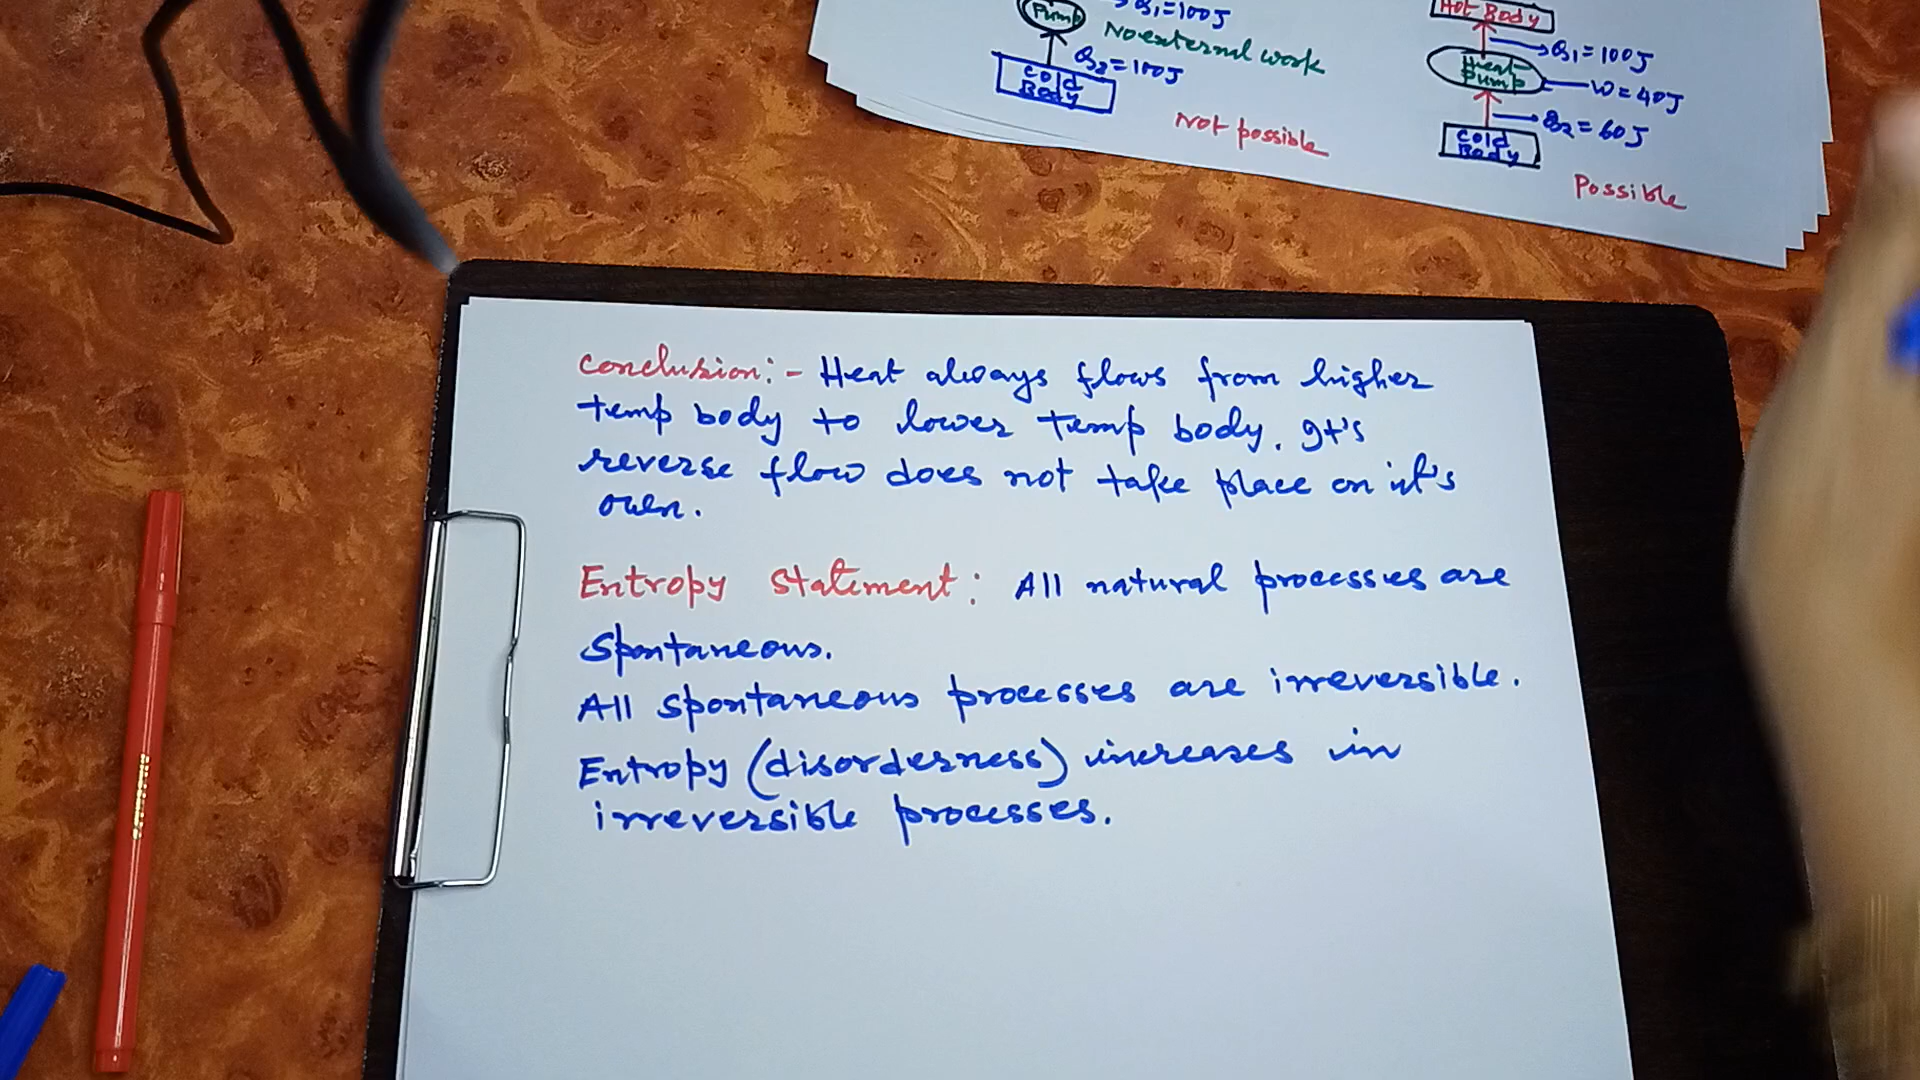 Pump
Q1=100J
No external work
Q2=100J
Cold
Body
Not possible
Hot Body
Q1=100J
Heat
Pump
W=40J
Q2=60J
Cold
Body
Possible
Conclusion:- Heat always flows from higher
temp body to lower temp body. It's
reverse flow does not take place on it's
own.
Entropy statement: All natural processes are
spontaneous.
All spontaneous processes are irreversible.
Entropy (disorderness) increases in
irreversible processes.